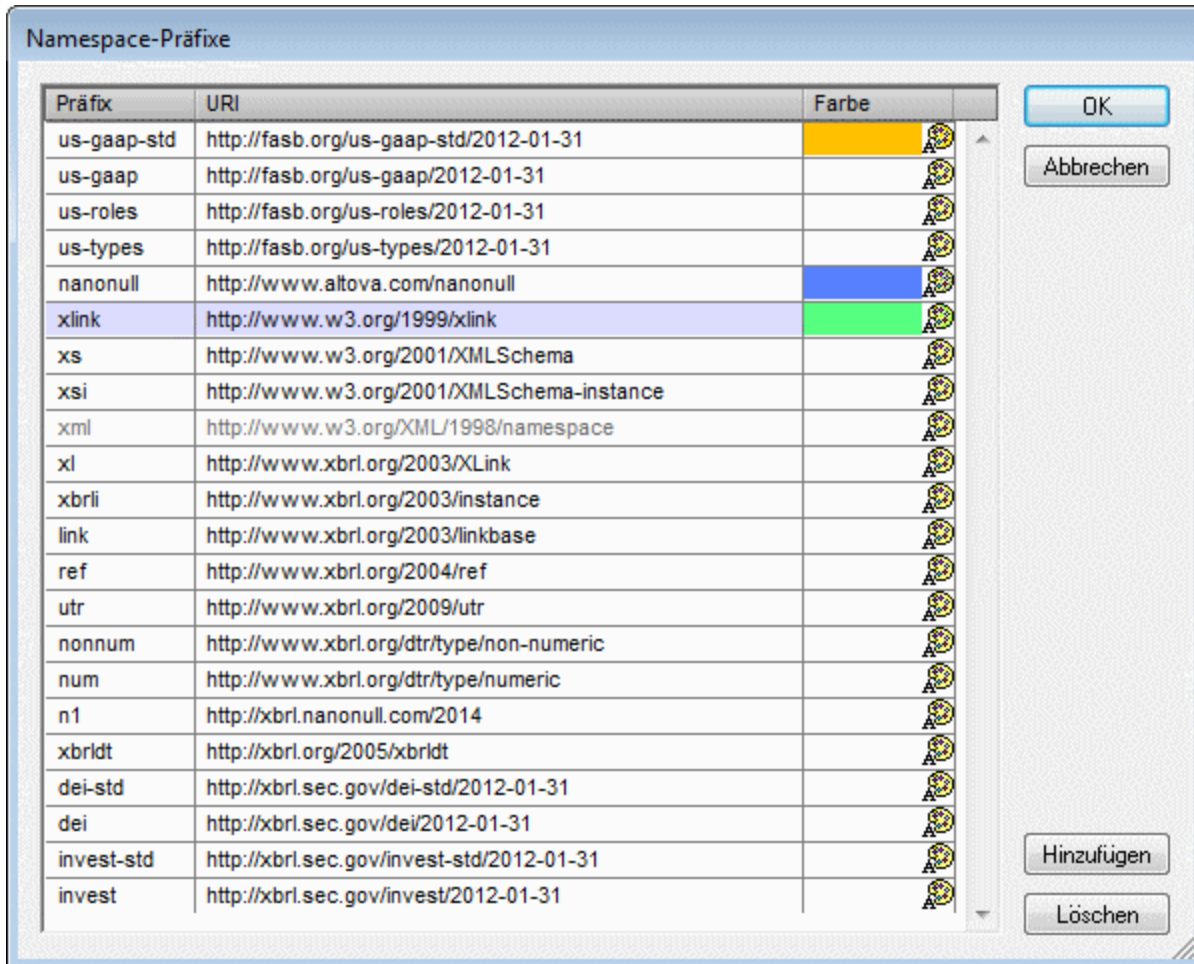 Namespace-Präfixe
Präfix URI Farbe
OK
us-gaap-std http://fasb.org/us-gaap-std/2012-01-31
Abbrechen
us-gaap http://fasb.org/us-gaap/2012-01-31
us-roles http://fasb.org/us-roles/2012-01-31
us-types http://fasb.org/us-types/2012-01-31
nanonull http://www.altova.com/nanonull
xlink http://www.w3.org/1999/xlink
xs http://www.w3.org/2001/XMLSchema
xsi http://www.w3.org/2001/XMLSchema-instance
xml http://www.w3.org/XML/1998/namespace
xl http://www.xbrl.org/2003/XLink
xbrli http://www.xbrl.org/2003/instance
link http://www.xbrl.org/2003/linkbase
ref http://www.xbrl.org/2004/ref
utr http://www.xbrl.org/2009/utr
nonnum http://www.xbrl.org/dtr/type/non-numeric
num http://www.xbrl.org/dtr/type/numeric
n1 http://xbrl.nanonull.com/2014
xbrldt http://xbrl.org/2005/xbrldt
dei-std http://xbrl.sec.gov/dei-std/2012-01-31
dei http://xbrl.sec.gov/dei/2012-01-31
invest-std http://xbrl.sec.gov/invest-std/2012-01-31
Hinzufügen
invest http://xbrl.sec.gov/invest/2012-01-31
Löschen